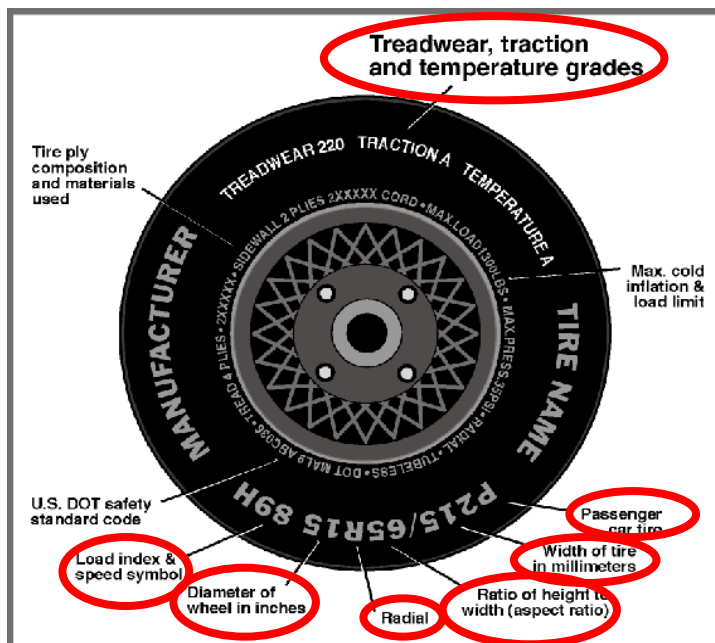 Treadwear, traction
and temperature grades
Tire ply
composition
and materials
used
TREADWEAR 220 TRACTION A TEMPERATURE A
SIDEWALL 2 PLIES 2XXXXX CORD • MAX.LOAD1300LBS • MAX.PRESS.35PSI • RADIAL • TUBELESS • DOT MAL9 ABC036 • TREAD 4 PLIES • 2XXXXX •
Max. cold
inflation &
load limit
MANUFACTURER
TIRE NAME
P215/65R15 89H
U.S. DOT safety
standard code
Passenger
car tire
Width of tire
in millimeters
Load index &
speed symbol
Diameter of
wheel in inches
Radial
Ratio of height to
width (aspect ratio)